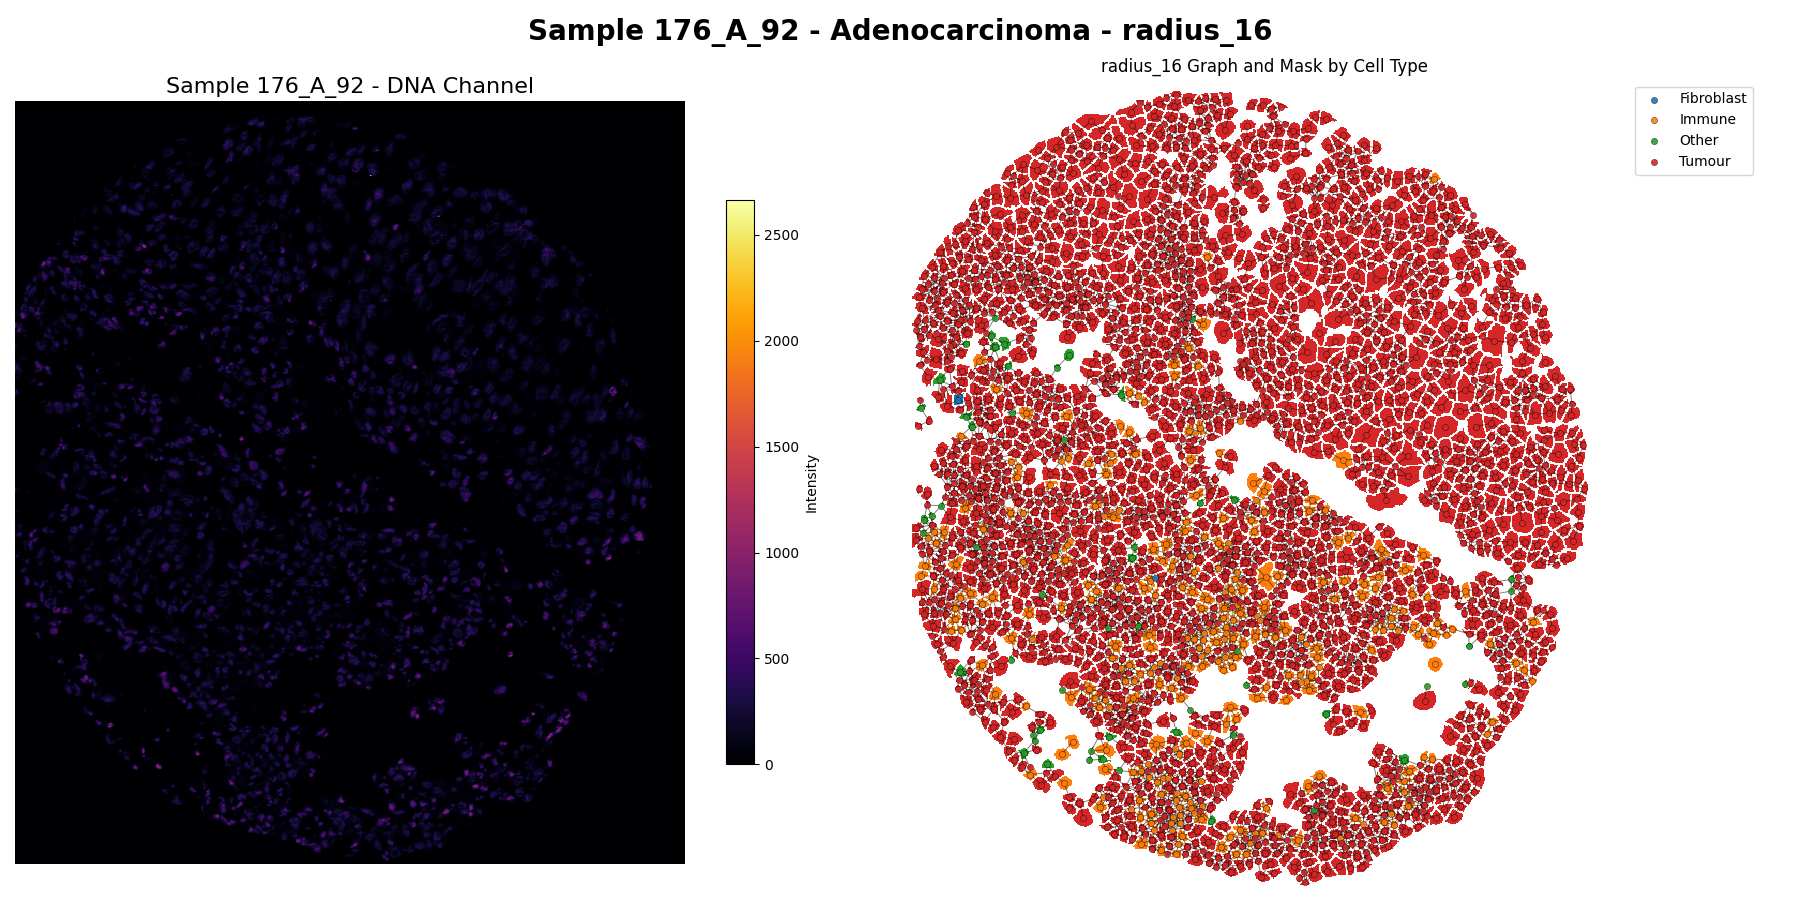 Sample 176_A_92 - Adenocarcinoma - radius_16
Sample 176_A_92 - DNA Channel
2500
2000
1500
1000
500
0
Intensity
radius_16 Graph and Mask by Cell Type
Fibroblast
Immune
Other
Tumour